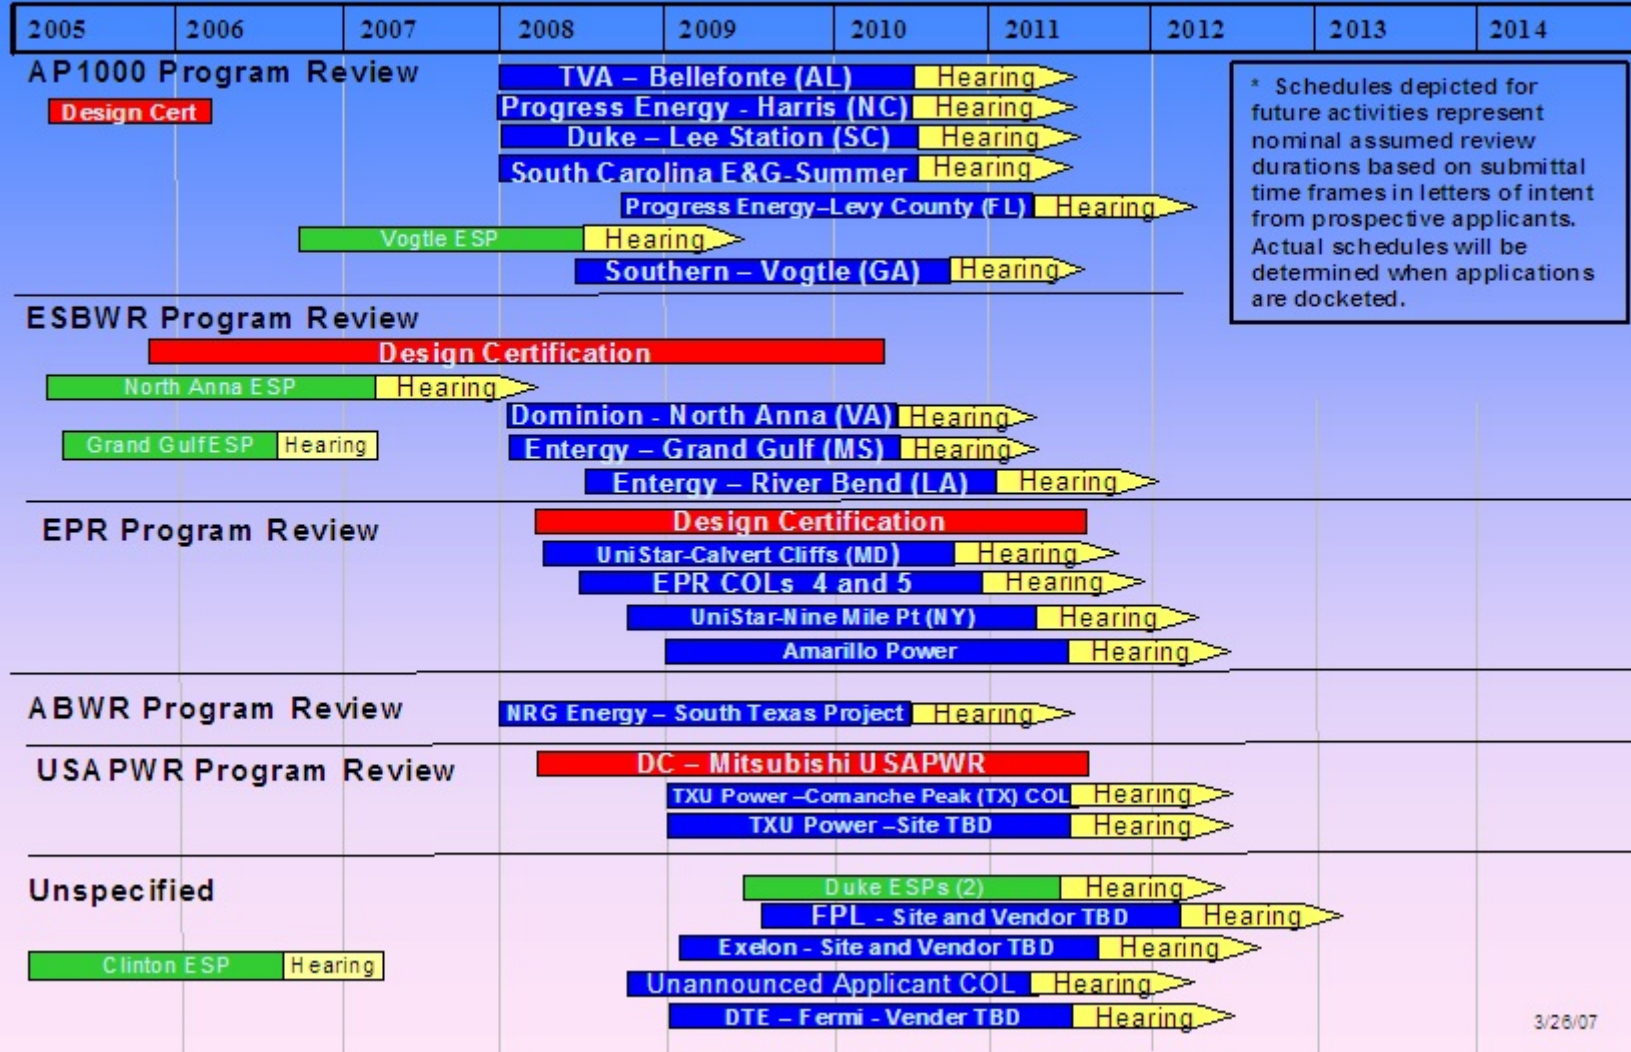 2005 2006 2007 2008 2009 2010 2011 2012 2013 2014
AP1000 Program Review
TVA – Bellefonte (AL) Hearing
Design Cert
Progress Energy - Harris (NC) Hearing
Duke – Lee Station (SC) Hearing
South Carolina E&G-Summer Hearing
Progress Energy–Levy County (FL) Hearing
Vogtle ESP Hearing
Southern – Vogtle (GA) Hearing
* Schedules depicted for
future activities represent
nominal assumed review
durations based on submittal
time frames in letters of intent
from prospective applicants.
Actual schedules will be
determined when applications
are docketed.
ESBWR Program Review
Design Certification
North Anna ESP Hearing
Dominion - North Anna (VA) Hearing
Grand Gulf ESP Hearing
Entergy – Grand Gulf (MS) Hearing
Entergy – River Bend (LA) Hearing
EPR Program Review
Design Certification
UniStar-Calvert Cliffs (MD) Hearing
EPR COLs 4 and 5 Hearing
UniStar-Nine Mile Pt (NY) Hearing
Amarillo Power Hearing
ABWR Program Review
NRG Energy – South Texas Project Hearing
USAPWR Program Review
DC – Mitsubishi USAPWR
TXU Power –Comanche Peak (TX) COL Hearing
TXU Power –Site TBD Hearing
Unspecified
Duke ESPs (2) Hearing
FPL - Site and Vendor TBD Hearing
Exelon - Site and Vendor TBD Hearing
Clinton ESP Hearing
Unannounced Applicant COL Hearing
DTE – Fermi - Vender TBD Hearing
3/26/07